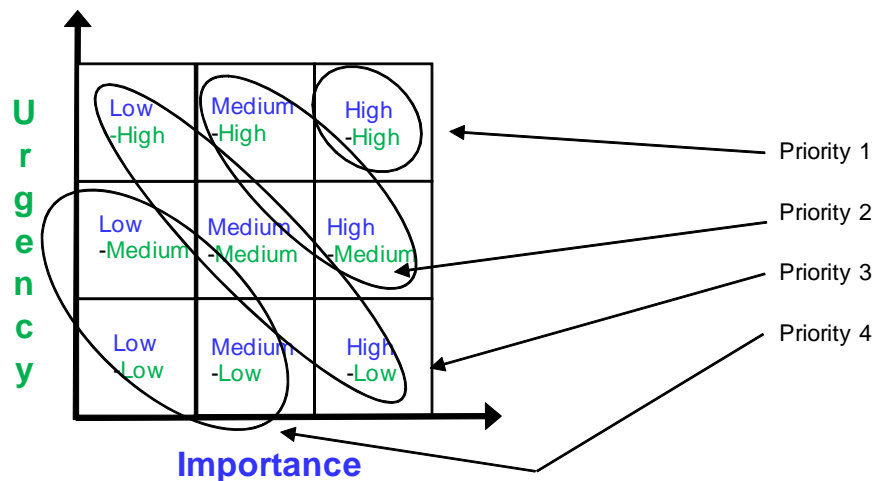 Urgency
Low
-High
Medium
-High
High
-High
Low
-Medium
Medium
-Medium
High
-Medium
Low
-Low
Medium
-Low
High
-Low
Importance
Priority 1
Priority 2
Priority 3
Priority 4